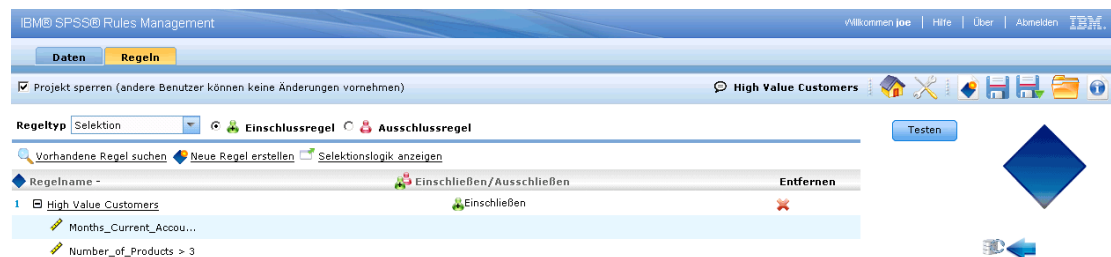 IBM® SPSS® Rules Management
Willkommen joe | Hilfe | Über | Abmelden IBM.
Daten Regeln
Projekt sperren (andere Benutzer können keine Änderungen vornehmen) High Value Customers
Regeltyp Selektion Einschlussregel Ausschlussregel Testen
Vorhandene Regel suchen Neue Regel erstellen Selektionslogik anzeigen
Regelname - Einschließen/Ausschließen Entfernen
1 High Value Customers Einschließen
Months_Current_Accou...
Number_of_Products > 3